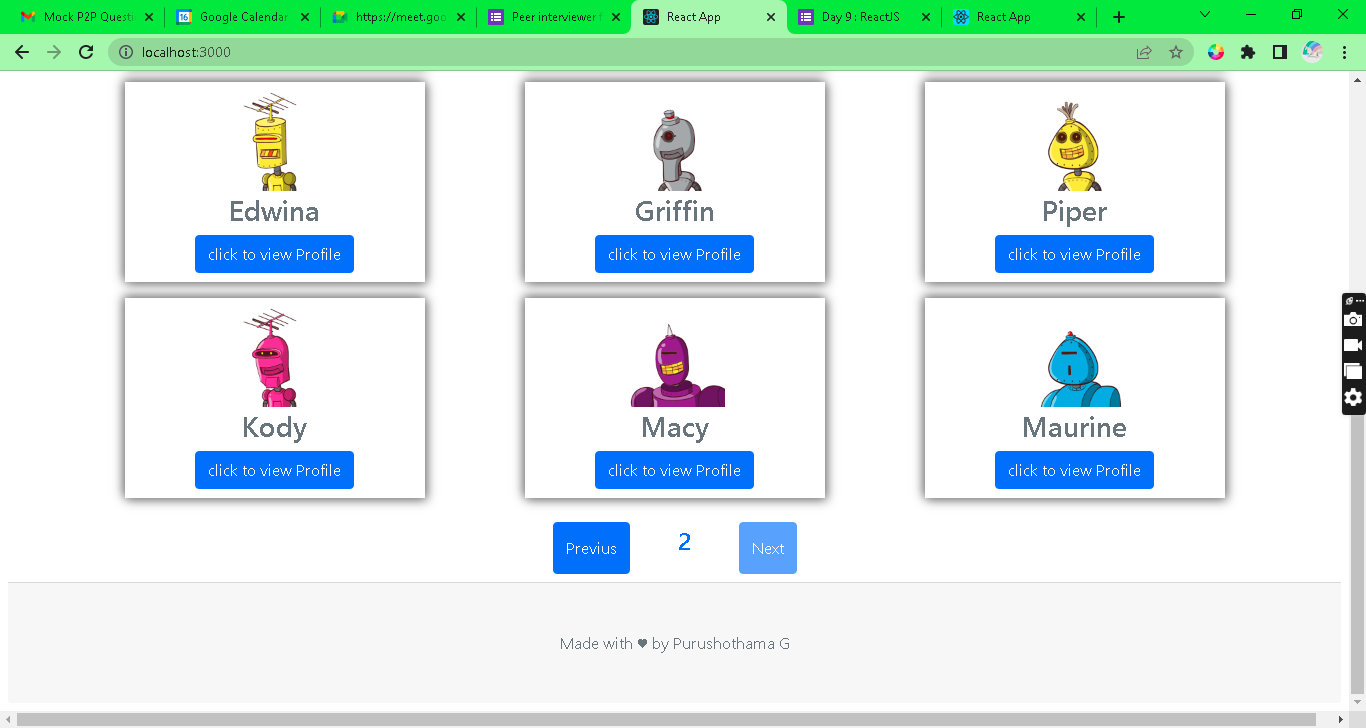 Mock P2P Questi
Google Calendar
https://meet.goo
Peer interviewer f
React App
Day 9 : ReactJS
React App
localhost:3000
Edwina
Griffin
Piper
click to view Profile
click to view Profile
click to view Profile
Kody
Macy
Maurine
click to view Profile
click to view Profile
click to view Profile
Previus
2
Next
Made with ♥ by Purushothama G